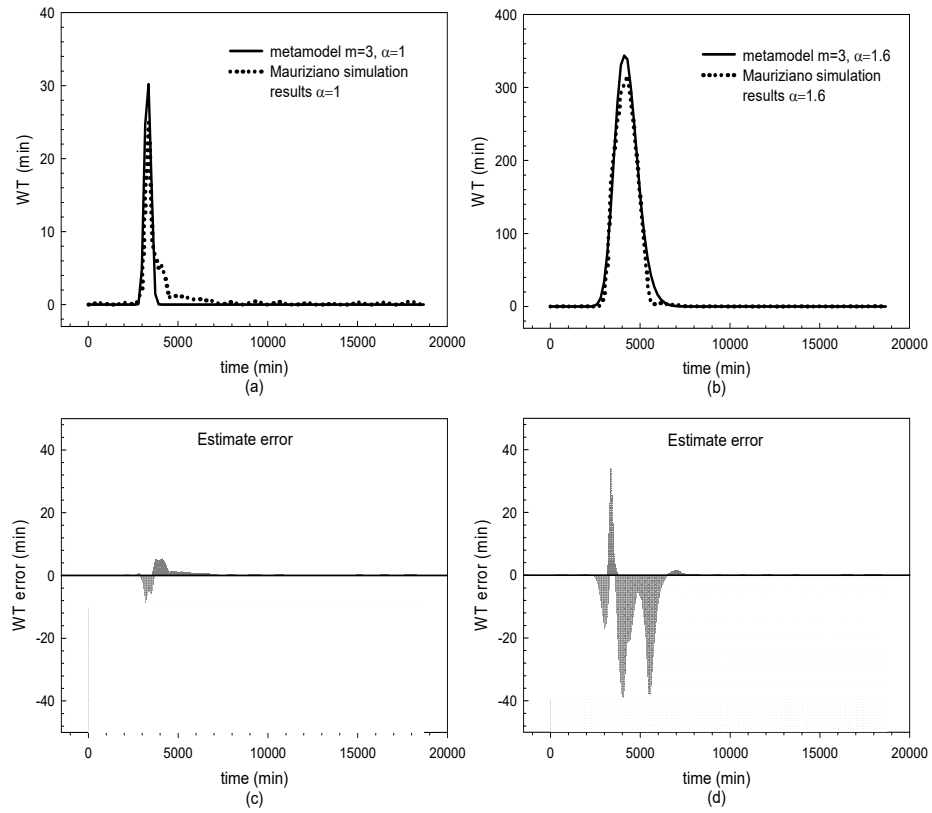 40
30
20
10
0
WT (min)
metamodel m=3, α=1
Mauriziano simulation
results α=1
0 5000 10000 15000 20000
time (min)
(a)
400
300
200
100
0
WT (min)
metamodel m=3, α=1.6
Mauriziano simulation
results α=1.6
0 5000 10000 15000 20000
time (min)
(b)
Estimate error
40
20
0
-20
-40
WT error (min)
0 5000 10000 15000 20000
time (min)
(c)
Estimate error
40
20
0
-20
-40
WT error (min)
0 5000 10000 15000 20000
time (min)
(d)